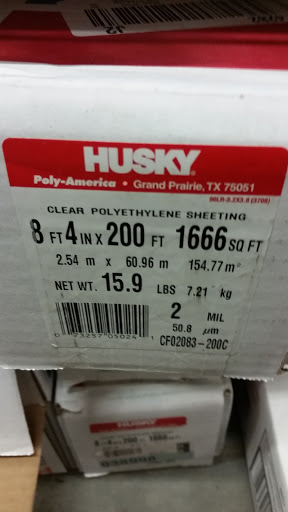 HUSKY
Poly-America • Grand Prairie, TX 75051
CLEAR POLYETHYLENE SHEETING
8 FT 4 IN X 200 FT 1666 SQ FT
2.54 m x 60.96 m 154.77 m²
NET WT. 15.9 LBS 7.21 kg
2 MIL
50.8 µm
CF02083-200C
HUSKY